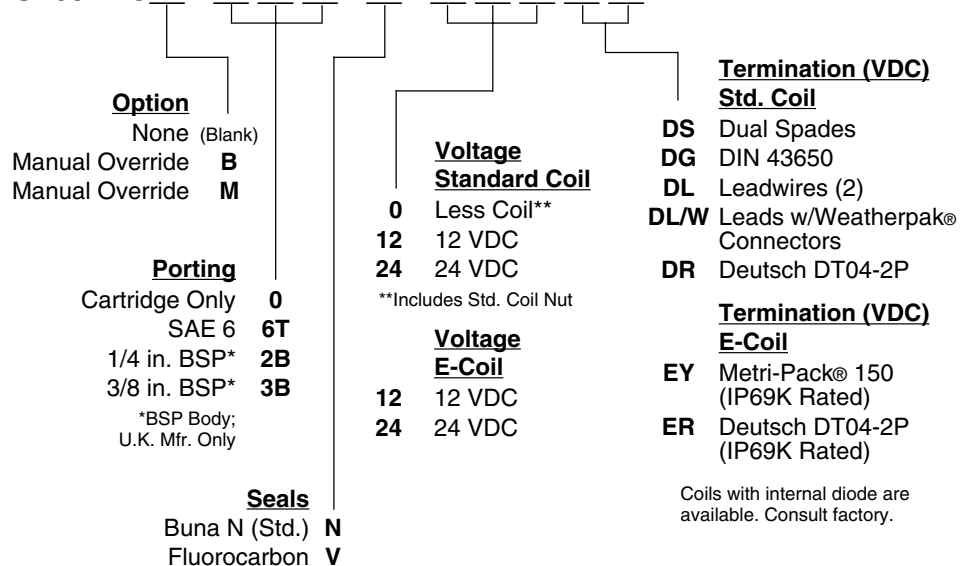 Option
None (Blank)
Manual Override B
Manual Override M
Porting
Cartridge Only 0
SAE 6 6T
1/4 in. BSP* 2B
3/8 in. BSP* 3B
*BSP Body;
U.K. Mfr. Only
Seals
Buna N (Std.) N
Fluorocarbon V
Voltage
Standard Coil
0 Less Coil**
12 12 VDC
24 24 VDC
**Includes Std. Coil Nut
Voltage
E-Coil
12 12 VDC
24 24 VDC
Termination (VDC)
Std. Coil
DS Dual Spades
DG DIN 43650
DL Leadwires (2)
DL/W Leads w/Weatherpak®
Connectors
DR Deutsch DT04-2P
Termination (VDC)
E-Coil
EY Metri-Pack® 150
(IP69K Rated)
ER Deutsch DT04-2P
(IP69K Rated)
Coils with internal diode are
available. Consult factory.